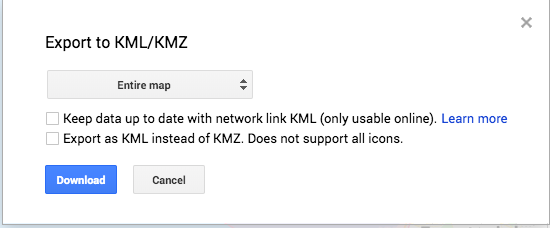 Export to KML/KMZ
Entire map
Keep data up to date with network link KML (only usable online). Learn more
Export as KML instead of KMZ. Does not support all icons.
Download
Cancel